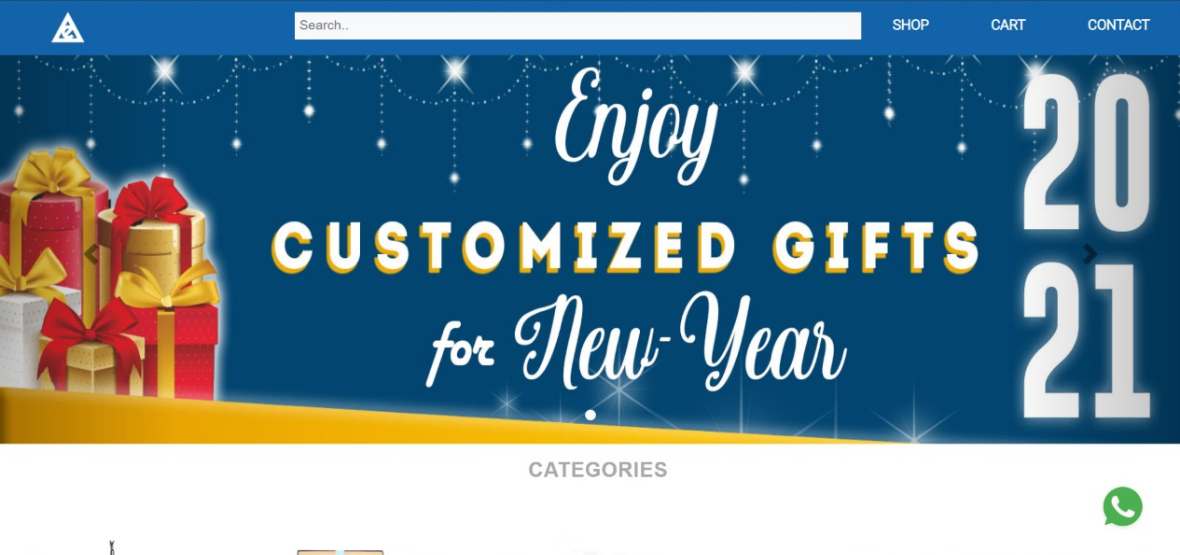 Search..
SHOP
CART
CONTACT
Enjoy
CUSTOMIZED GIFTS
for New-Year
20
21
CATEGORIES